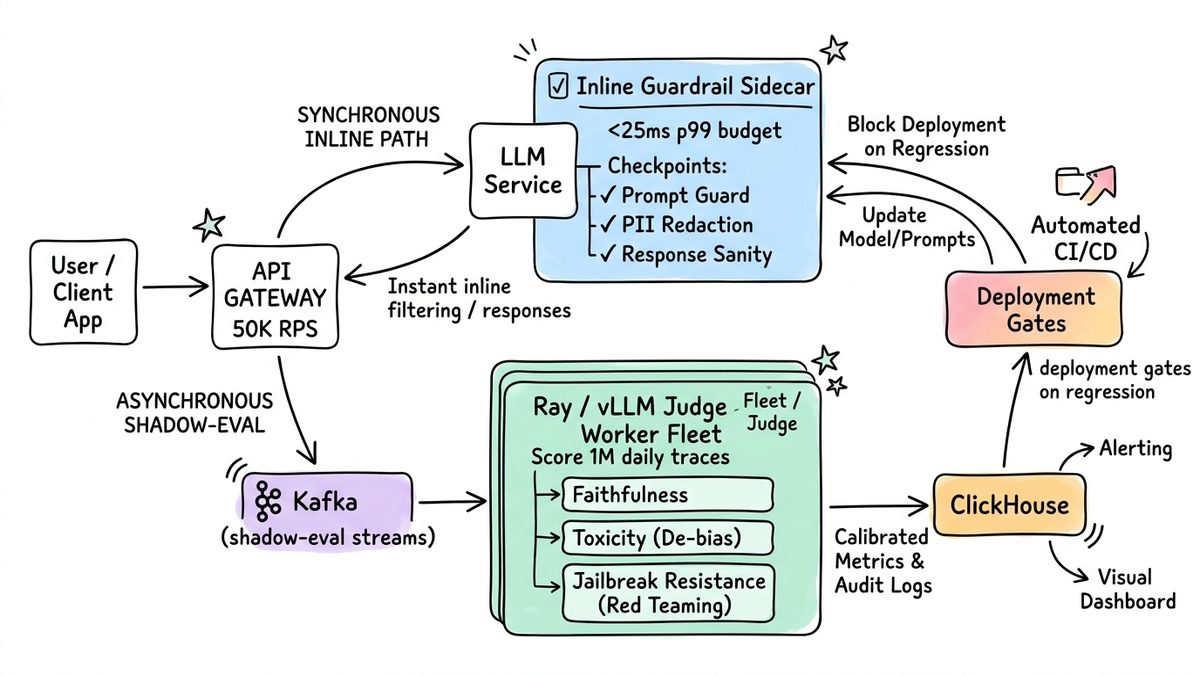 User /
Client
App
API
GATEWAY
50K RPS
SYNCHRONOUS
INLINE PATH
LLM
Service
Inline Guardrail Sidecar
<25ms p99 budget
Checkpoints:
✓ Prompt Guard
✓ PII Redaction
✓ Response Sanity
Instant inline
filtering / responses
Block Deployment
on Regression
Update
Model/Prompts
Automated
CI/CD
Deployment
Gates
deployment gates
on regression
ASYNCHRONOUS
SHADOW-EVAL
Kafka
(shadow-eval streams)
Ray / vLLM Judge
Worker Fleet
Fleet /
Judge
Score 1M daily traces
Faithfulness
Toxicity (De-bias)
Jailbreak Resistance
(Red Teaming)
Calibrated
Metrics &
Audit Logs
ClickHouse
Alerting
Visual
Dashboard